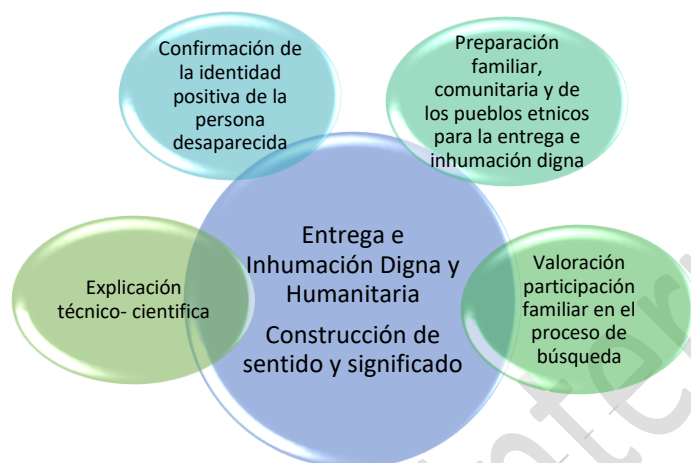 Confirmación de
la identidad
positiva de la
persona
desaparecida
Preparación
familiar,
comunitaria y de
los pueblos etnicos
para la entrega e
inhumación digna
Entrega e
Inhumación Digna y
Humanitaria
Construcción de
sentido y significado
Explicación
técnico- cientifica
Valoración
participación
familiar en el
proceso de
búsqueda